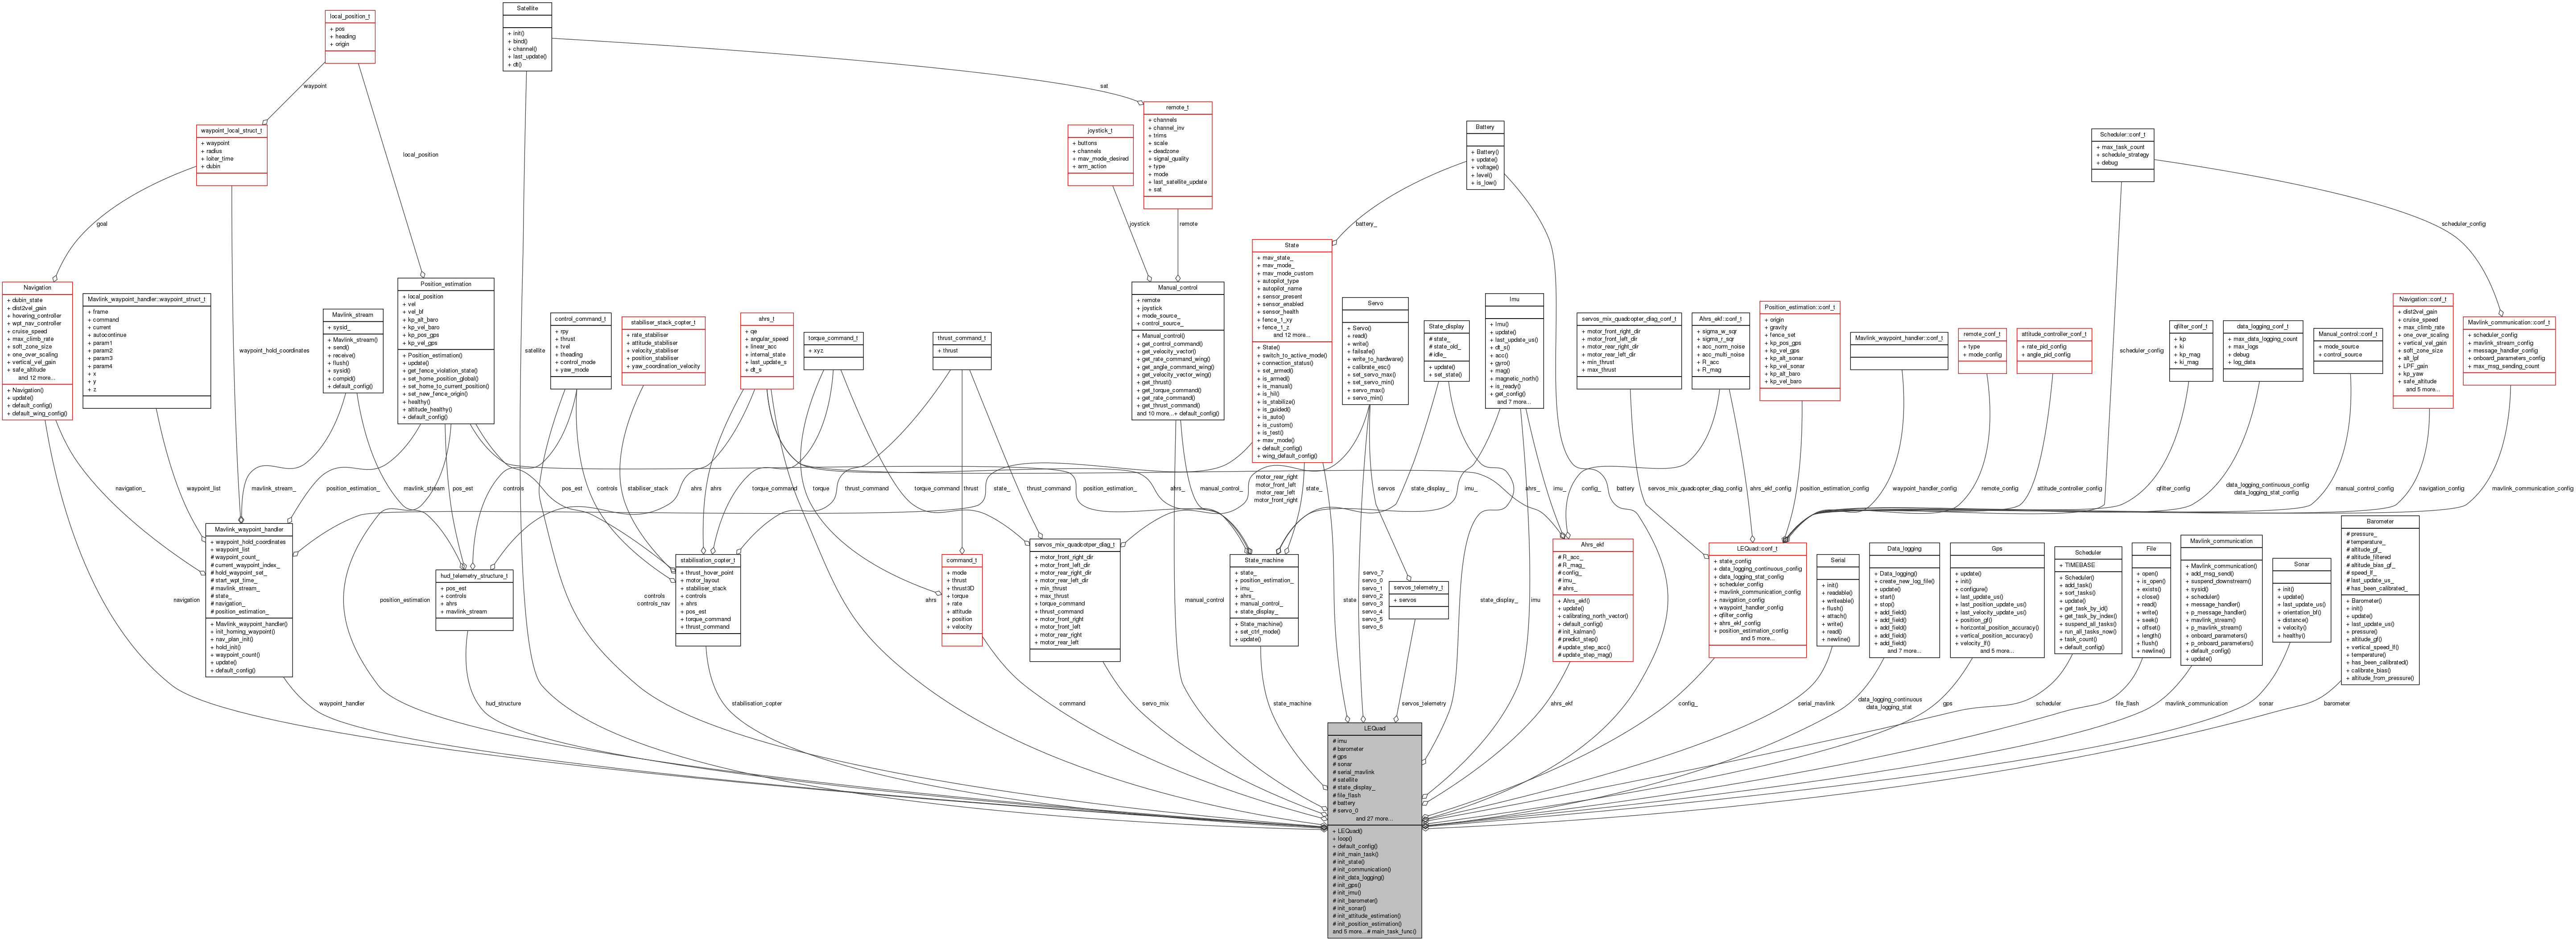 local_position_t
+ pos
+ heading
+ origin
Satellite
+ init()
+ bind()
+ channel()
+ last_update()
+ dt()
waypoint
sat
remote_t
+ channels
+ channel_inv
+ trims
+ scale
+ deadzone
+ signal_quality
+ type
+ mode
+ last_satellite_update
+ sat
waypoint_local_struct_t
+ waypoint
+ radius
+ loiter_time
+ dubin
local_position
joystick_t
+ buttons
+ channels
+ mav_mode_desired
+ arm_action
Battery
+ Battery()
+ update()
+ voltage()
+ level()
+ is_low()
Scheduler::conf_t
+ max_task_count
+ schedule_strategy
+ debug
goal
joystick
remote
battery_
scheduler_config
Navigation
+ dubin_state
+ dist2vel_gain
+ hovering_controller
+ wpt_nav_controller
+ cruise_speed
+ max_climb_rate
+ soft_zone_size
+ one_over_scaling
+ vertical_vel_gain
+ safe_altitude
and 12 more...
+ Navigation()
+ update()
+ default_config()
+ default_wing_config()
Mavlink_waypoint_handler::waypoint_struct_t
+ frame
+ command
+ current
+ autocontinue
+ param1
+ param2
+ param3
+ param4
+ x
+ y
+ z
waypoint_hold_coordinates
Mavlink_stream
+ sysid_
+ Mavlink_stream()
+ send()
+ receive()
+ flush()
+ sysid()
+ compid()
+ default_config()
Position_estimation
+ local_position
+ vel
+ vel_bf
+ kp_alt_baro
+ kp_vel_baro
+ kp_pos_gps
+ kp_vel_gps
+ Position_estimation()
+ update()
+ get_fence_violation_state()
+ set_home_position_global()
+ set_home_to_current_position()
+ set_new_fence_origin()
+ healthy()
+ altitude_healthy()
+ default_config()
satellite
control_command_t
+ rpy
+ thrust
+ tvel
+ theading
+ control_mode
+ yaw_mode
stabiliser_stack_copter_t
+ rate_stabiliser
+ attitude_stabiliser
+ velocity_stabiliser
+ position_stabiliser
+ yaw_coordination_velocity
ahrs_t
+ qe
+ angular_speed
+ linear_acc
+ internal_state
+ last_update_s
+ dt_s
torque_command_t
+ xyz
thrust_command_t
+ thrust
Manual_control
+ remote
+ joystick
+ mode_source_
+ control_source_
+ Manual_control()
+ get_control_command()
+ get_velocity_vector()
+ get_rate_command_wing()
+ get_angle_command_wing()
+ get_velocity_vector_wing()
+ get_thrust()
+ get_torque_command()
+ get_rate_command()
+ get_thrust_command()
and 10 more...+ default_config()
State
+ mav_state_
+ mav_mode_
+ mav_mode_custom
+ autopilot_type
+ autopilot_name
+ sensor_present
+ sensor_enabled
+ sensor_health
+ fence_1_xy
+ fence_1_z
and 12 more...
+ State()
+ switch_to_active_mode()
+ connection_status()
+ set_armed()
+ is_armed()
+ is_manual()
+ is_hil()
+ is_stabilize()
+ is_guided()
+ is_auto()
+ is_custom()
+ is_test()
+ mav_mode()
+ default_config()
+ wing_default_config()
Servo
+ Servo()
+ read()
+ write()
+ failsafe()
+ write_to_hardware()
+ calibrate_esc()
+ set_servo_max()
+ set_servo_min()
+ servo_max()
+ servo_min()
State_display
# state_
# state_old_
# idle_
+ update()
+ set_state()
Imu
+ Imu()
+ update()
+ last_update_us()
+ dt_s()
+ acc()
+ gyro()
+ mag()
+ magnetic_north()
+ is_ready()
+ get_config()
and 7 more...
servos_mix_quadcopter_diag_conf_t
+ motor_front_right_dir
+ motor_front_left_dir
+ motor_rear_right_dir
+ motor_rear_left_dir
+ min_thrust
+ max_thrust
Ahrs_ekf::conf_t
+ sigma_w_sqr
+ sigma_r_sqr
+ acc_norm_noise
+ acc_multi_noise
+ R_acc
+ R_mag
Position_estimation::conf_t
+ origin
+ gravity
+ fence_set
+ kp_pos_gps
+ kp_vel_gps
+ kp_alt_sonar
+ kp_vel_sonar
+ kp_alt_baro
+ kp_vel_baro
Mavlink_waypoint_handler::conf_t
remote_conf_t
+ type
+ mode_config
attitude_controller_conf_t
+ rate_pid_config
+ angle_pid_config
scheduler_config
qfilter_conf_t
+ kp
+ ki
+ kp_mag
+ ki_mag
data_logging_conf_t
+ max_data_logging_count
+ max_logs
+ debug
+ log_data
Manual_control::conf_t
+ mode_source
+ control_source
Navigation::conf_t
+ dist2vel_gain
+ cruise_speed
+ max_climb_rate
+ one_over_scaling
+ vertical_vel_gain
+ soft_zone_size
+ alt_lpf
+ LPF_gain
+ kp_yaw
+ safe_altitude
and 5 more...
Mavlink_communication::conf_t
+ scheduler_config
+ mavlink_stream_config
+ message_handler_config
+ onboard_parameters_config
+ max_msg_sending_count
navigation_
waypoint_list
mavlink_stream_
position_estimation_
mavlink_stream
pos_est
controls
pos_est
controls
stabiliser_stack
ahrs
ahrs
torque_command
torque
thrust_command
torque_command
thrust
state_
thrust_command
position_estimation_
ahrs_
manual_control_
motor_rear_right
motor_front_left
motor_rear_left
motor_front_right
state_
servos
state_display_
imu_
ahrs_
imu_
config_
battery
servos_mix_quadcopter_diag_config
ahrs_ekf_config
position_estimation_config
waypoint_handler_config
remote_config
attitude_controller_config
qfilter_config
data_logging_continuous_config
data_logging_stat_config
manual_control_config
navigation_config
mavlink_communication_config
Mavlink_waypoint_handler
+ waypoint_hold_coordinates
+ waypoint_list
# waypoint_count_
# current_waypoint_index_
# hold_waypoint_set_
# start_wpt_time_
# mavlink_stream_
# state_
# navigation_
# position_estimation_
+ Mavlink_waypoint_handler()
+ init_homing_waypoint()
+ nav_plan_init()
+ hold_init()
+ waypoint_count()
+ update()
+ default_config()
hud_telemetry_structure_t
+ pos_est
+ controls
+ ahrs
+ mavlink_stream
stabilisation_copter_t
+ thrust_hover_point
+ motor_layout
+ stabiliser_stack
+ controls
+ ahrs
+ pos_est
+ torque_command
+ thrust_command
command_t
+ mode
+ thrust
+ thrust3D
+ torque
+ rate
+ attitude
+ position
+ velocity
servos_mix_quadcotper_diag_t
+ motor_front_right_dir
+ motor_front_left_dir
+ motor_rear_right_dir
+ motor_rear_left_dir
+ min_thrust
+ max_thrust
+ torque_command
+ thrust_command
+ motor_front_right
+ motor_front_left
+ motor_rear_right
+ motor_rear_left
State_machine
+ state_
+ position_estimation_
+ imu_
+ ahrs_
+ manual_control_
+ state_display_
+ State_machine()
+ set_ctrl_mode()
+ update()
servos_telemetry_t
+ servos
Ahrs_ekf
# R_acc_
# R_mag_
# config_
# imu_
# ahrs_
+ Ahrs_ekf()
+ update()
+ calibrating_north_vector()
+ default_config()
# init_kalman()
# predict_step()
# update_step_acc()
# update_step_mag()
LEQuad::conf_t
+ state_config
+ data_logging_continuous_config
+ data_logging_stat_config
+ scheduler_config
+ mavlink_communication_config
+ navigation_config
+ waypoint_handler_config
+ qfilter_config
+ ahrs_ekf_config
+ position_estimation_config
and 5 more...
Serial
+ init()
+ readable()
+ writeable()
+ flush()
+ attach()
+ write()
+ read()
+ newline()
Data_logging
+ Data_logging()
+ create_new_log_file()
+ update()
+ start()
+ stop()
+ add_field()
+ add_field()
+ add_field()
+ add_field()
+ add_field()
and 7 more...
Gps
+ update()
+ init()
+ configure()
+ last_update_us()
+ last_position_update_us()
+ last_velocity_update_us()
+ position_gf()
+ horizontal_position_accuracy()
+ vertical_position_accuracy()
+ velocity_lf()
and 5 more...
Scheduler
+ TIMEBASE
+ Scheduler()
+ add_task()
+ sort_tasks()
+ update()
+ get_task_by_id()
+ get_task_by_index()
+ suspend_all_tasks()
+ run_all_tasks_now()
+ task_count()
+ default_config()
File
+ open()
+ is_open()
+ exists()
+ close()
+ read()
+ write()
+ seek()
+ offset()
+ length()
+ flush()
+ newline()
Mavlink_communication
+ Mavlink_communication()
+ add_msg_send()
+ suspend_downstream()
+ sysid()
+ scheduler()
+ message_handler()
+ p_message_handler()
+ mavlink_stream()
+ p_mavlink_stream()
+ onboard_parameters()
+ p_onboard_parameters()
+ default_config()
+ update()
Sonar
+ init()
+ update()
+ last_update_us()
+ orientation_bf()
+ distance()
+ velocity()
+ healthy()
Barometer
# pressure_
# temperature_
# altitude_gf_
# altitude_filtered
# altitude_bias_gf_
# speed_lf_
# last_update_us_
# has_been_calibrated_
+ Barometer()
+ init()
+ update()
+ last_update_us()
+ pressure()
+ altitude_gf()
+ vertical_speed_lf()
+ temperature()
+ has_been_calibrated()
+ calibrate_bias()
+ altitude_from_pressure()
navigation
position_estimation
controls
controls_nav
ahrs
manual_control
servo_7
servo_0
servo_1
servo_2
servo_3
servo_4
servo_5
servo_6
state
state_display_
imu
waypoint_handler
hud_structure
stabilisation_copter
command
servo_mix
state_machine
servos_telemetry
ahrs_ekf
config_
serial_mavlink
data_logging_continuous
data_logging_stat
gps
scheduler
file_flash
mavlink_communication
sonar
barometer
LEQuad
# imu
# barometer
# gps
# sonar
# serial_mavlink
# satellite
# state_display_
# file_flash
# battery
# servo_0
and 27 more...
+ LEQuad()
+ loop()
+ default_config()
# init_main_task()
# init_state()
# init_communication()
# init_data_logging()
# init_gps()
# init_imu()
# init_barometer()
# init_sonar()
# init_attitude_estimation()
# init_position_estimation()
and 5 more...# main_task_func()